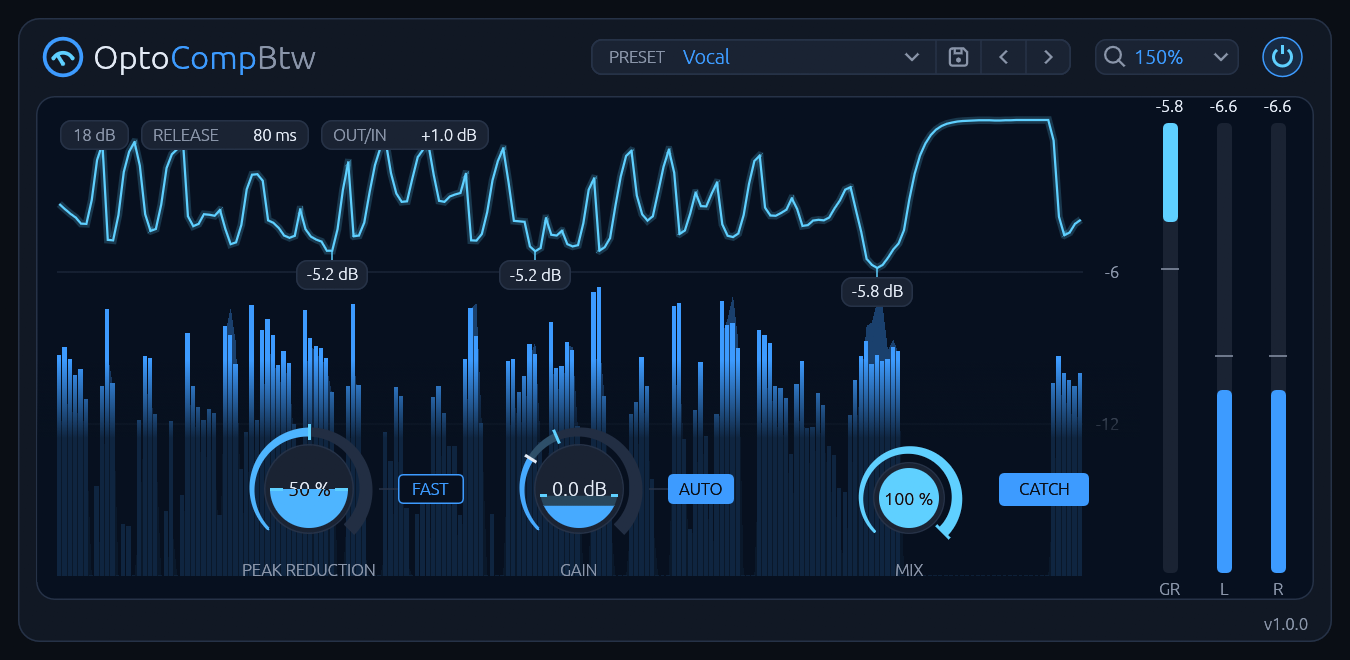 OptoCompBtw
PRESET Vocal
150%
-5.8 -6.6 -6.6
18 dB
RELEASE 80 ms
OUT/IN +1.0 dB
-6
-5.2 dB
-5.2 dB
-5.8 dB
-12
50 %
FAST
0.0 dB
AUTO
100 %
CATCH
PEAK REDUCTION
GAIN
MIX
GR L R
v1.0.0